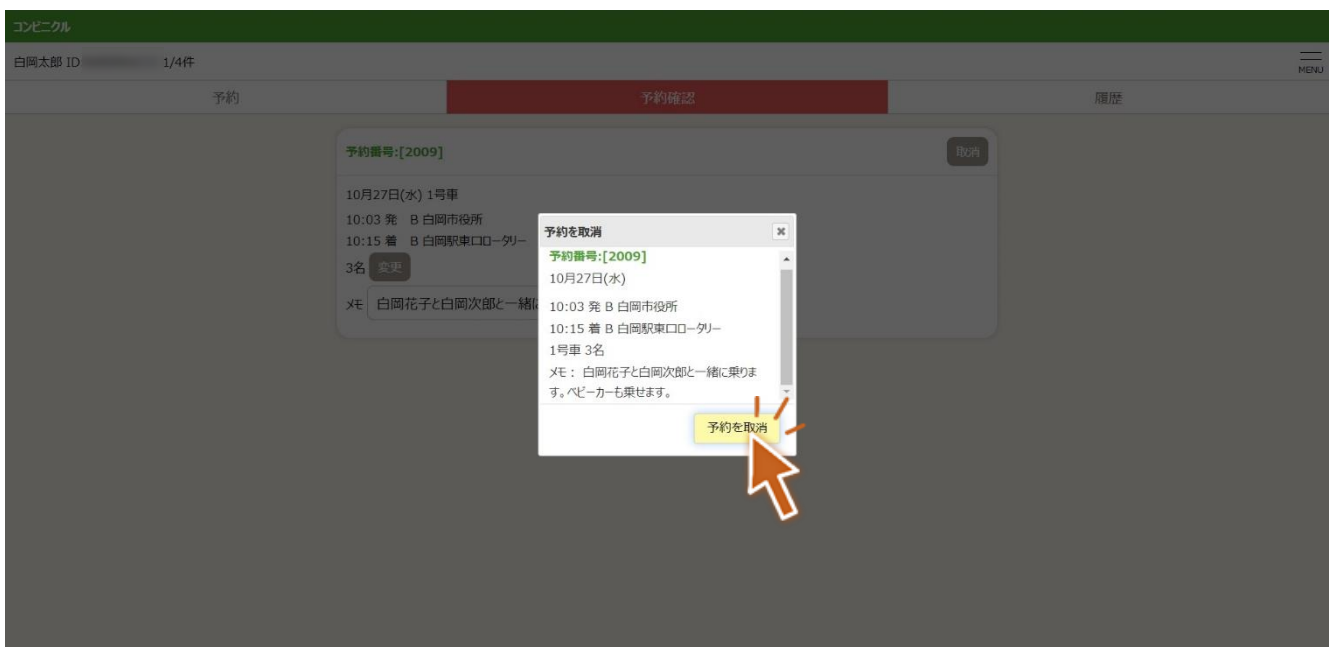 コンビニクル
白岡太郎 ID 1/4件
MENU
予約 予約確認 履歴
予約番号:[2009] 取消
10月27日(水) 1号車
10:03 発 B 白岡市役所
10:15 着 B 白岡駅東口ロータリー
3名 変更
メモ 白岡花子と白岡次郎と一緒に
予約を取消
予約番号:[2009]
10月27日(水)
10:03 発 B 白岡市役所
10:15 着 B 白岡駅東口ロータリー
1号車 3名
メモ： 白岡花子と白岡次郎と一緒に乗りま
す。ベビーカーも乗せます。
予約を取消